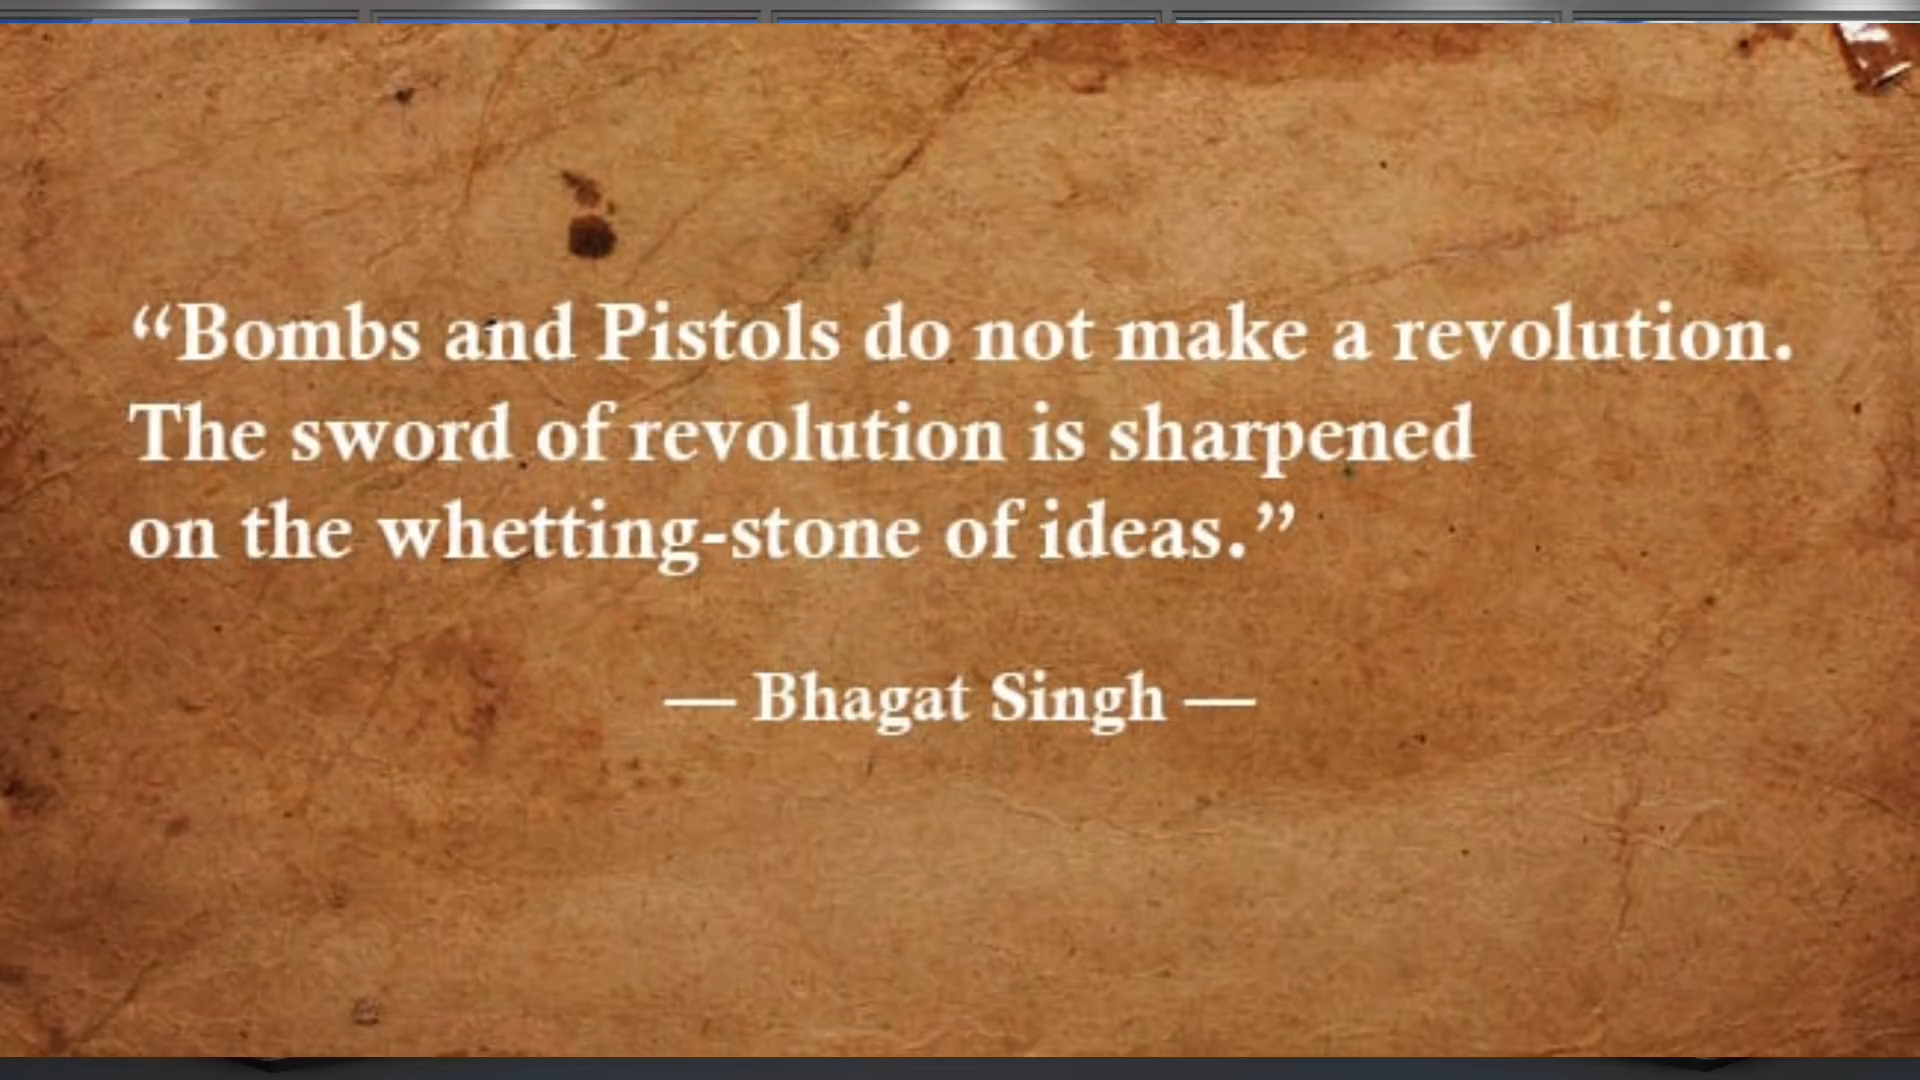 “Bombs and Pistols do not make a revolution.
The sword of revolution is sharpened
on the whetting-stone of ideas.”
— Bhagat Singh —